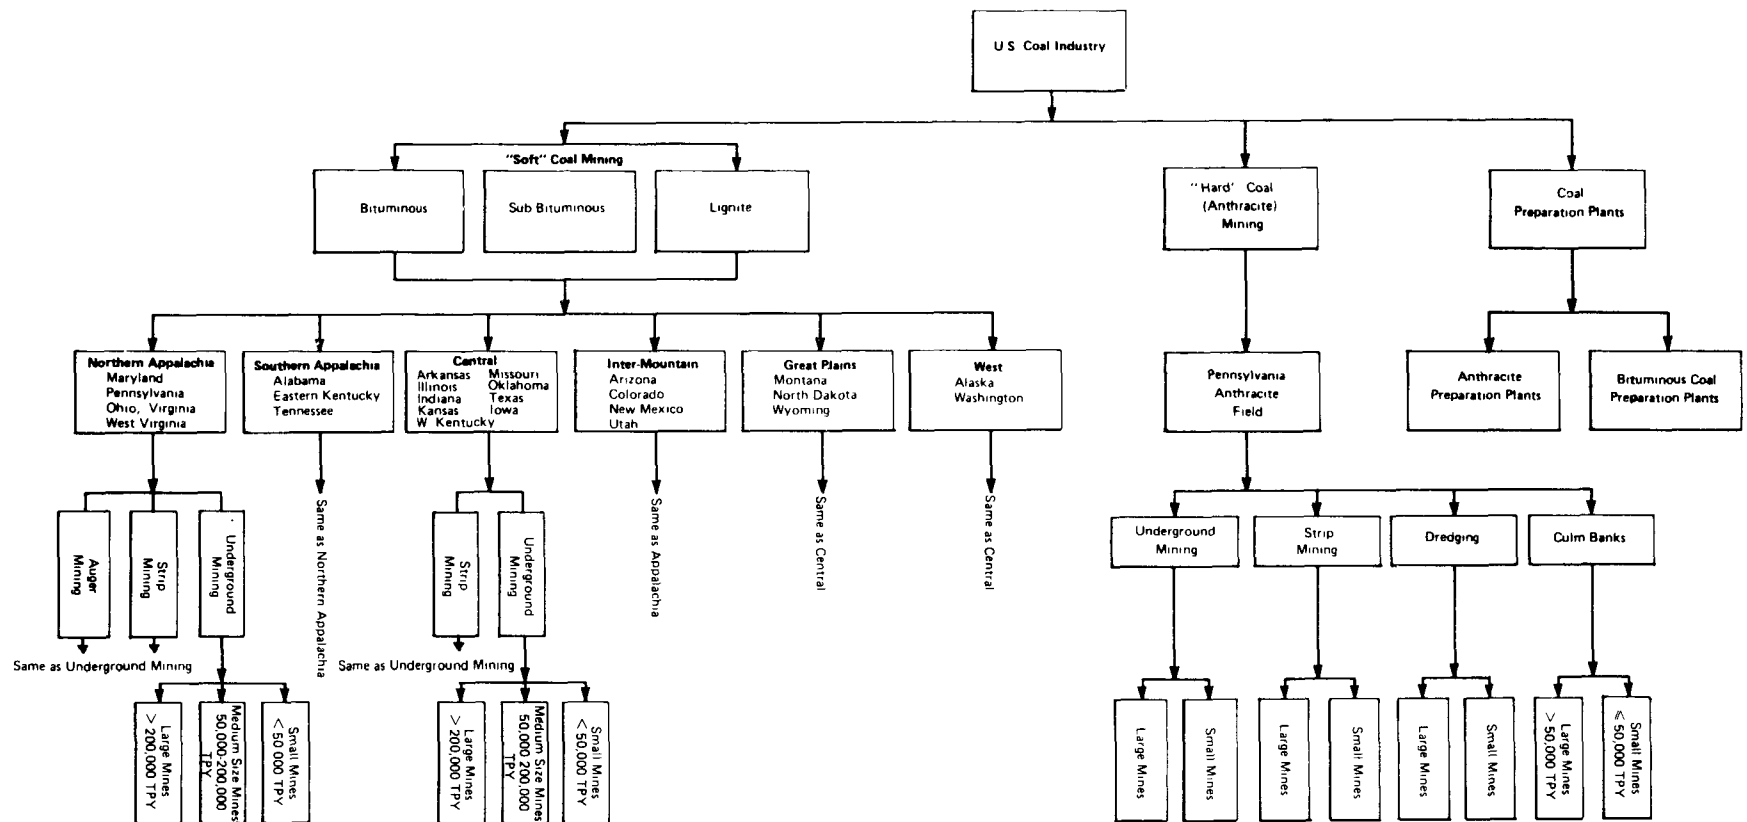 U.S. Coal Industry
"Soft" Coal Mining
Bituminous
Sub Bituminous
Lignite
"Hard" Coal
(Anthracite)
Mining
Coal
Preparation Plants
Northern Appalachia
Maryland
Pennsylvania
Ohio, Virginia
West Virginia
Southern Appalachia
Alabama
Eastern Kentucky
Tennessee
Central
Arkansas Missouri
Illinois Oklahoma
Indiana Texas
Kansas Iowa
W Kentucky
Inter-Mountain
Arizona
Colorado
New Mexico
Utah
Great Plains
Montana
North Dakota
Wyoming
West
Alaska
Washington
Pennsylvania
Anthracite
Field
Anthracite
Preparation Plants
Bituminous Coal
Preparation Plants
Auger
Mining
Strip
Mining
Underground
Mining
Same as Northern Appalachia
Strip
Mining
Underground
Mining
Same as Appalachia
Same as Central
Same as Central
Underground
Mining
Strip
Mining
Dredging
Culm Banks
Same as Underground Mining
Same as Underground Mining
Large Mines
> 200,000 TPY
Medium Size Mines
50,000-200,000
TPY
Small Mines
< 50 000 TPY
Large Mines
> 200,000 TPY
Medium Size Mines
50,000 200,000
TPY
Small Mines
< 50,000 TPY
Large Mines
Small Mines
Large Mines
Small Mines
Large Mines
Small Mines
Large Mines
> 50,000 TPY
Small Mines
⩽ 50,000 TPY